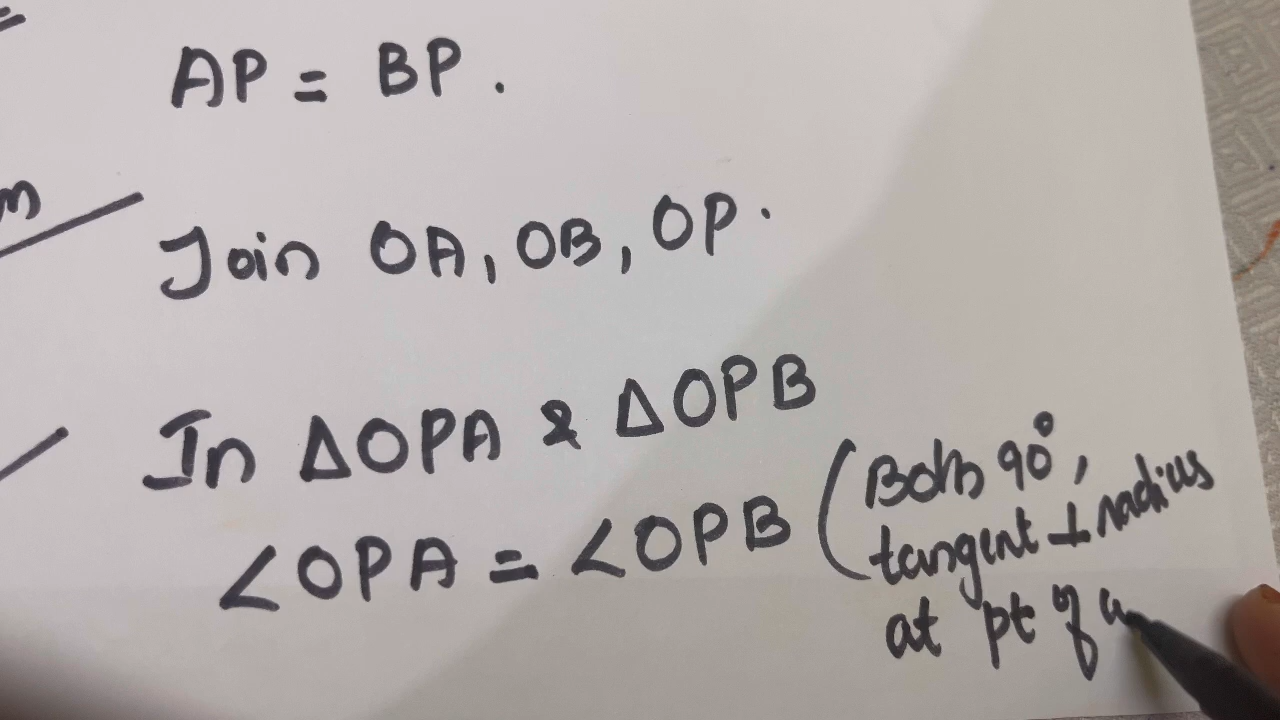 AP = BP.
Join OA, OB, OP.
In ΔOPA & ΔOPB
∠OPA = ∠OPB (Both 90°,
tangent ⊥ radius
at pt of